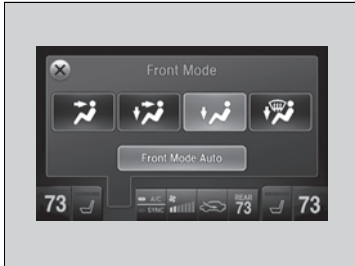 Front Mode
Front Mode Auto
73
A/C
SYNC
REAR
73
73